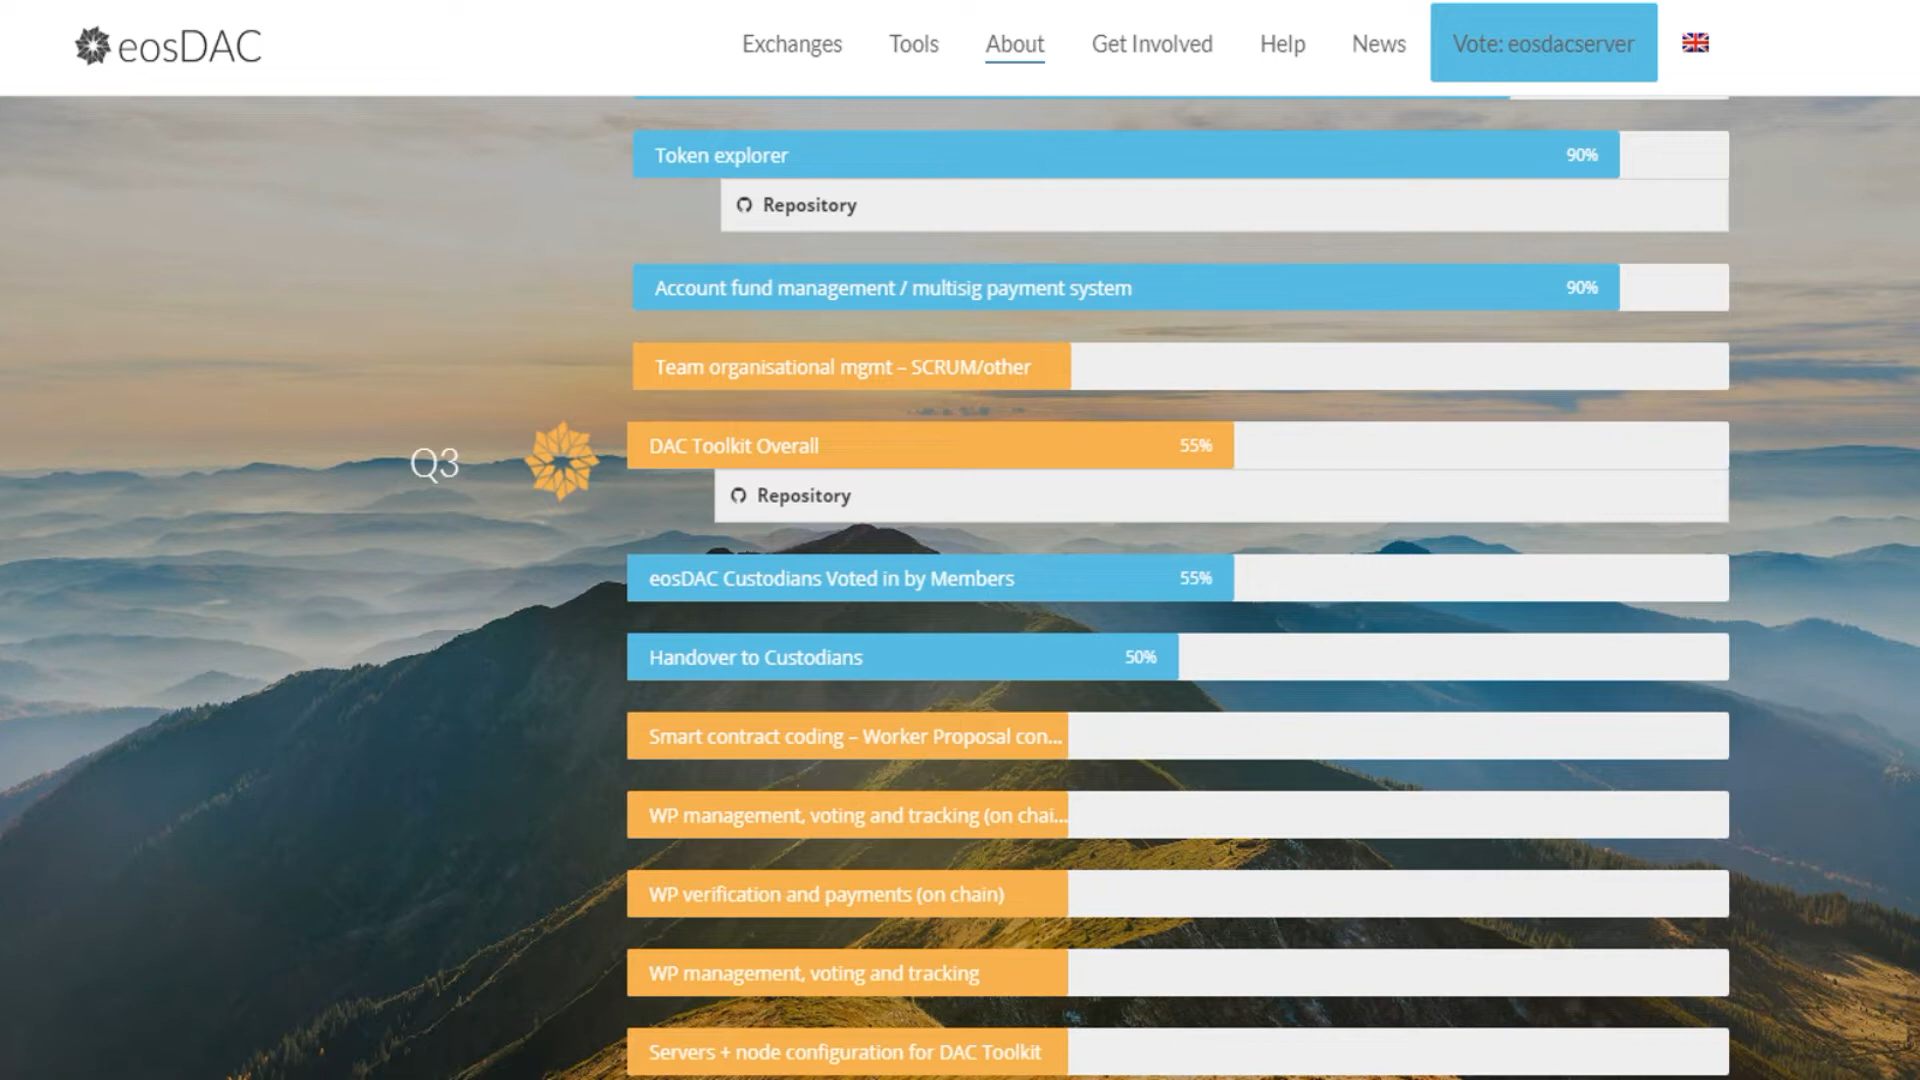 eosDAC
Exchanges
Tools
About
Get Involved
Help
News
Vote: eosdacserver
Token explorer 90%
Repository
Account fund management / multisig payment system 90%
Team organisational mgmt – SCRUM/other
Q3
DAC Toolkit Overall 55%
Repository
eosDAC Custodians Voted in by Members 55%
Handover to Custodians 50%
Smart contract coding – Worker Proposal con...
WP management, voting and tracking (on chai...
WP verification and payments (on chain)
WP management, voting and tracking
Servers + node configuration for DAC Toolkit